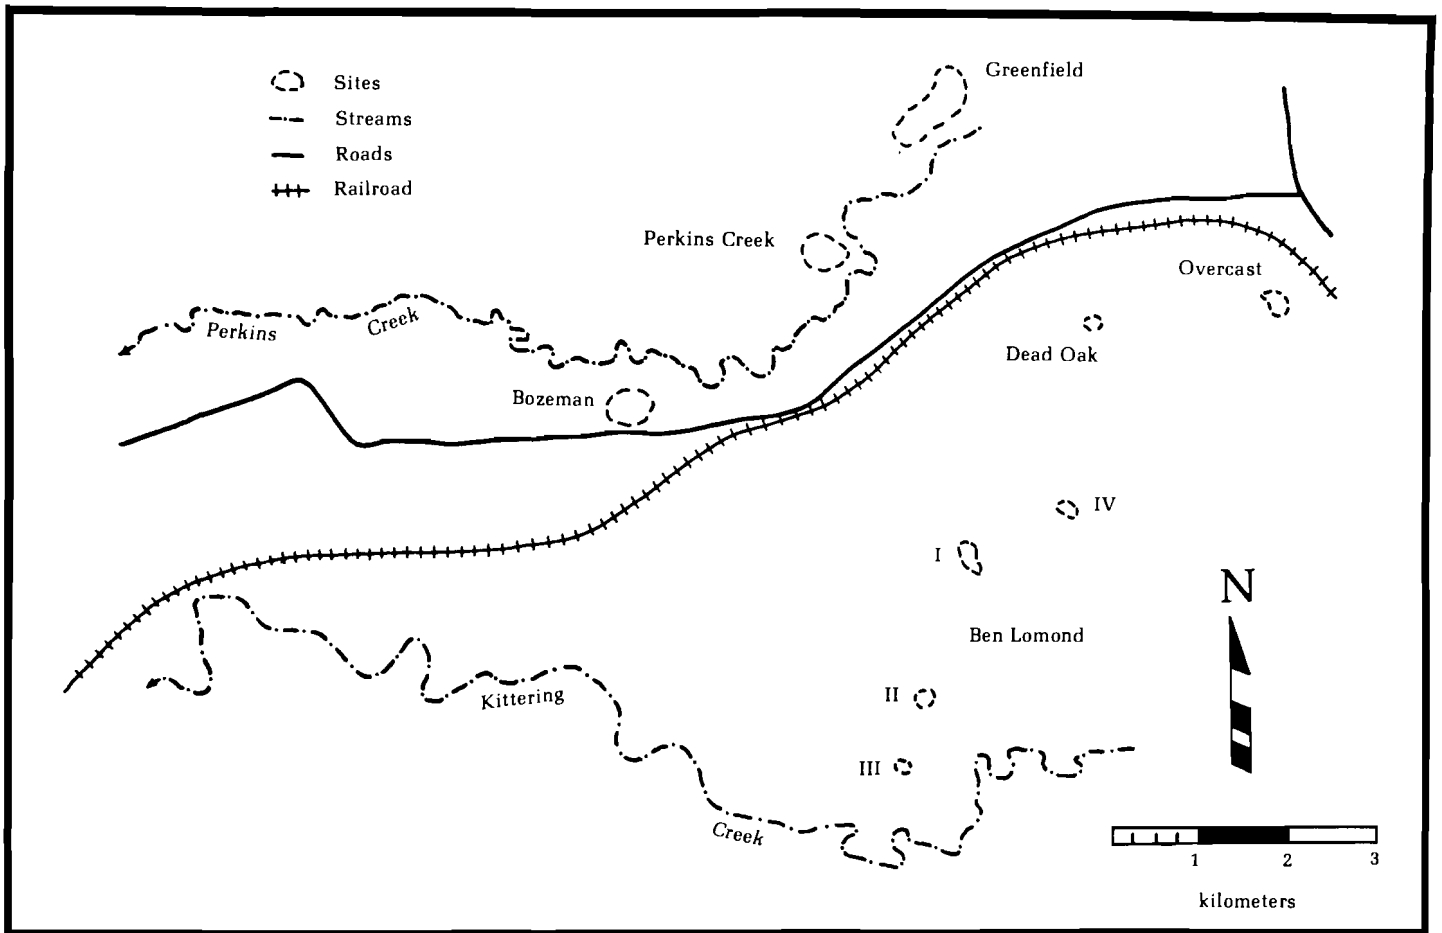 Greenfield
Sites
Streams
Roads
Railroad
Perkins Creek
Overcast
Perkins
Creek
Dead Oak
Bozeman
IV
I
N
Ben Lomond
II
Kittering
III
Creek
1 2 3
kilometers